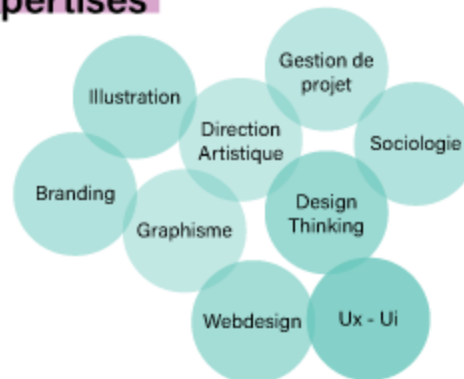 pertises
Gestion de
projet
Illustration
Direction
Artistique
Sociologie
Branding
Design
Thinking
Graphisme
Webdesign
Ux - Ui